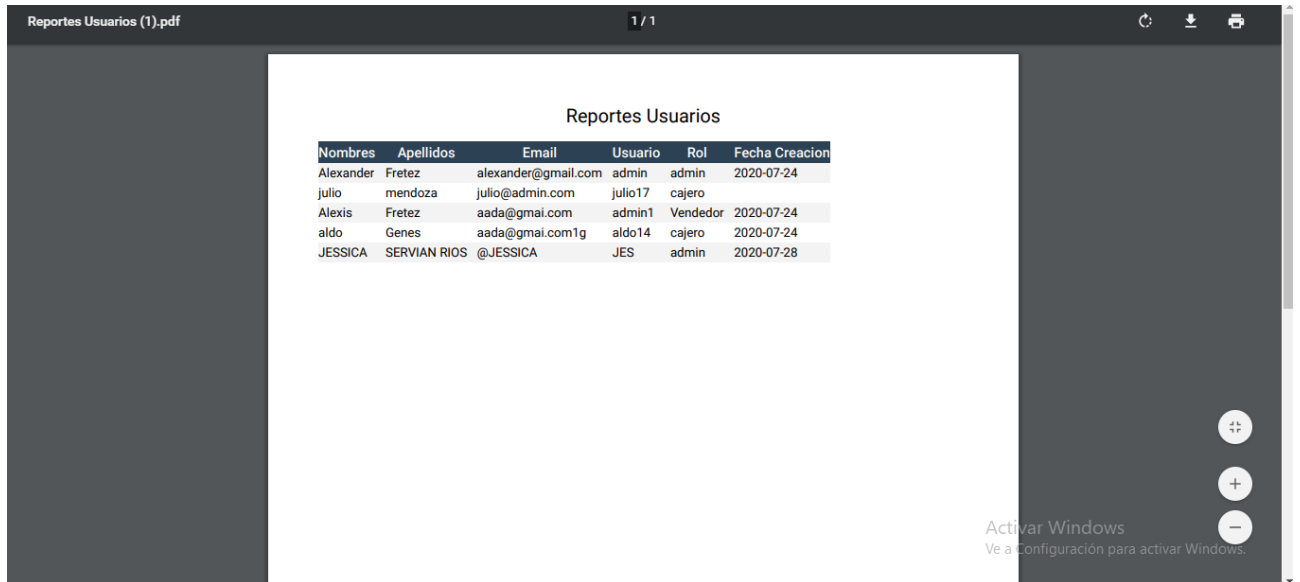 Reportes Usuarios (1).pdf 1 / 1
Reportes Usuarios
Nombres Apellidos Email Usuario Rol Fecha Creacion
Alexander Fretez alexander@gmail.com admin admin 2020-07-24
julio mendoza julio@admin.com julio17 cajero
Alexis Fretez aada@gmai.com admin1 Vendedor 2020-07-24
aldo Genes aada@gmai.com1g aldo14 cajero 2020-07-24
JESSICA SERVIAN RIOS @JESSICA JES admin 2020-07-28
Activar Windows
Ve a Configuración para activar Windows.